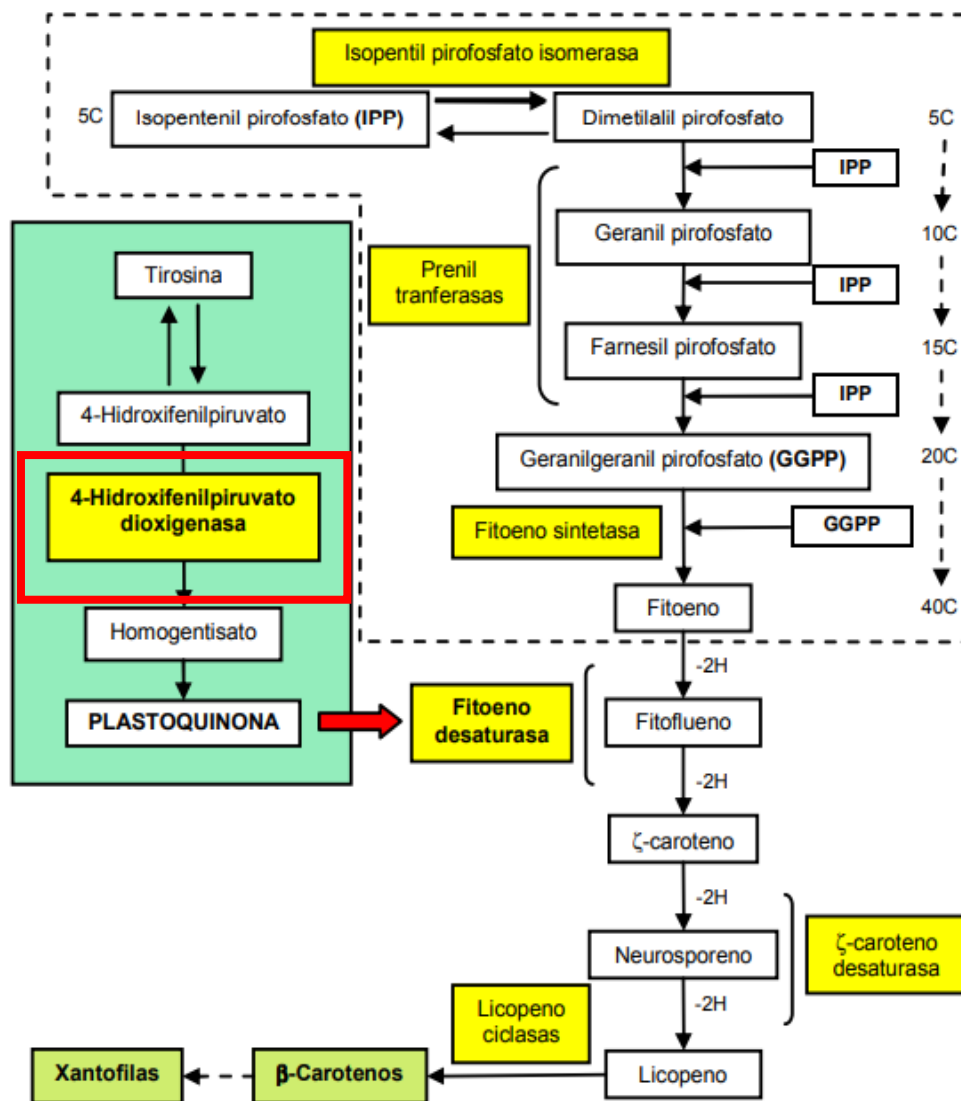 Isopentil pirofosfato isomerasa
5C
Isopentenil pirofosfato (IPP)
Dimetilalil pirofosfato
5C
IPP
Prenil
tranferasas
Geranil pirofosfato
10C
IPP
Farnesil pirofosfato
15C
IPP
Geranilgeranil pirofosfato (GGPP)
20C
Fitoeno sintetasa
GGPP
Fitoeno
40C
Tirosina
4-Hidroxifenilpiruvato
4-Hidroxifenilpiruvato
dioxigenasa
Homogentisato
PLASTOQUINONA
Fitoeno
desaturasa
-2H
Fitoflueno
-2H
ζ-caroteno
-2H
Neurosporeno
ζ-caroteno
desaturasa
-2H
Licopeno
ciclasas
Licopeno
β-Carotenos
Xantofilas